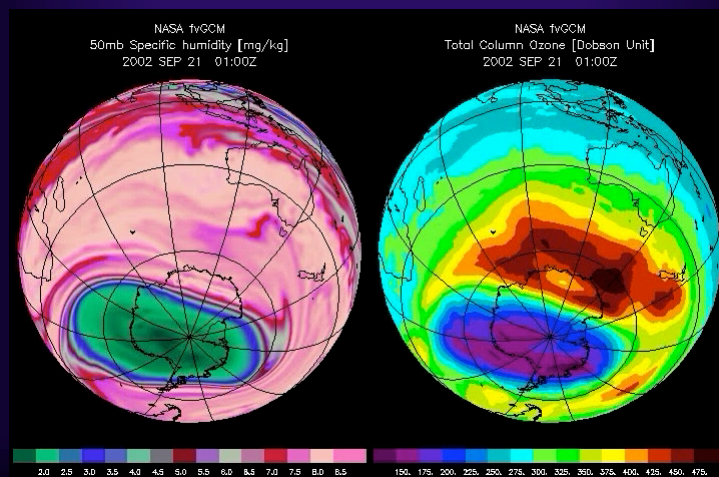 NASA fvGCM
50mb Specific humidity [mg/kg]
2002 SEP 21 01:00Z
NASA fvGCM
Total Column Ozone [Dobson Unit]
2002 SEP 21 01:00Z
2.0 2.5 3.0 3.5 4.0 4.5 5.0 5.5 6.0 6.5 7.0 7.5 8.0 8.5
150. 175. 200. 225. 250. 275. 300. 325. 350. 375. 400. 425. 450. 475.